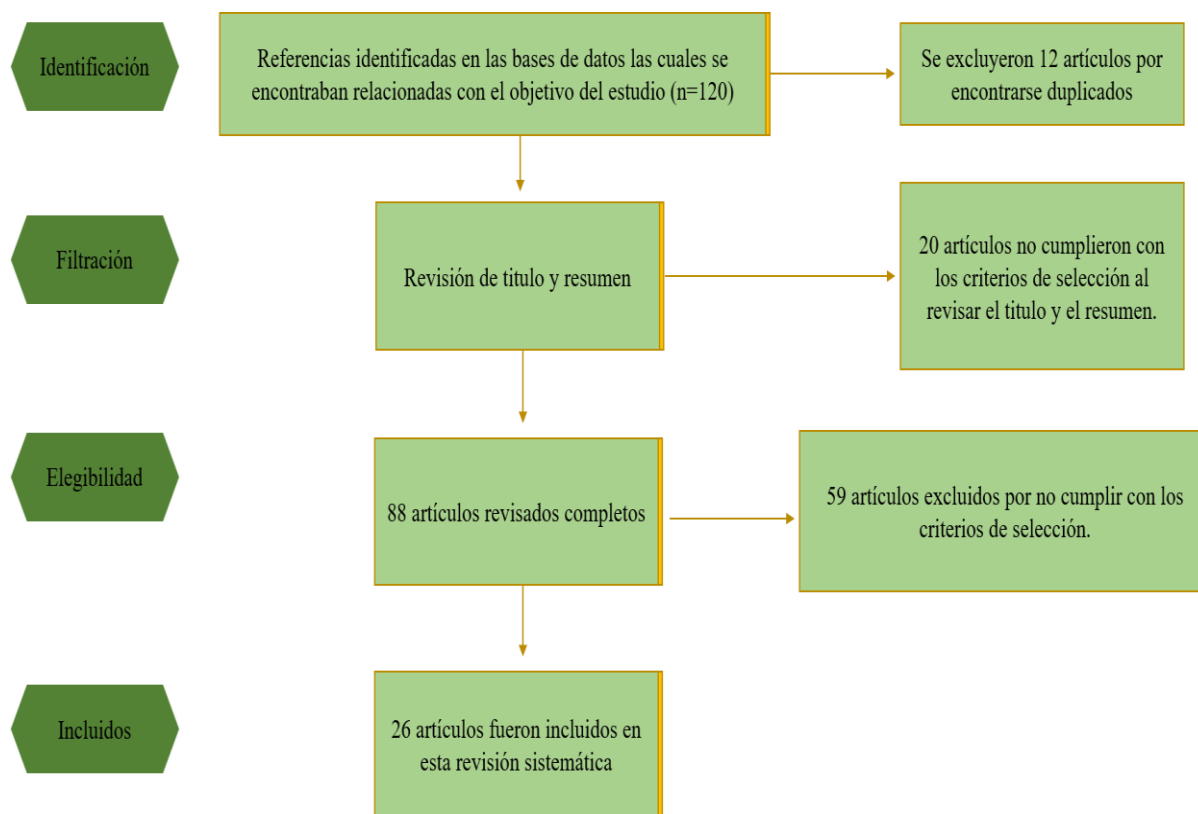 Identificación
Referencias identificadas en las bases de datos las cuales se
encontraban relacionadas con el objetivo del estudio (n=120)
Se excluyeron 12 artículos por
encontrarse duplicados
Filtración
Revisión de titulo y resumen
20 artículos no cumplieron con
los criterios de selección al
revisar el titulo y el resumen.
Elegibilidad
88 artículos revisados completos
59 artículos excluidos por no cumplir con los
criterios de selección.
Incluidos
26 artículos fueron incluidos en
esta revisión sistemática